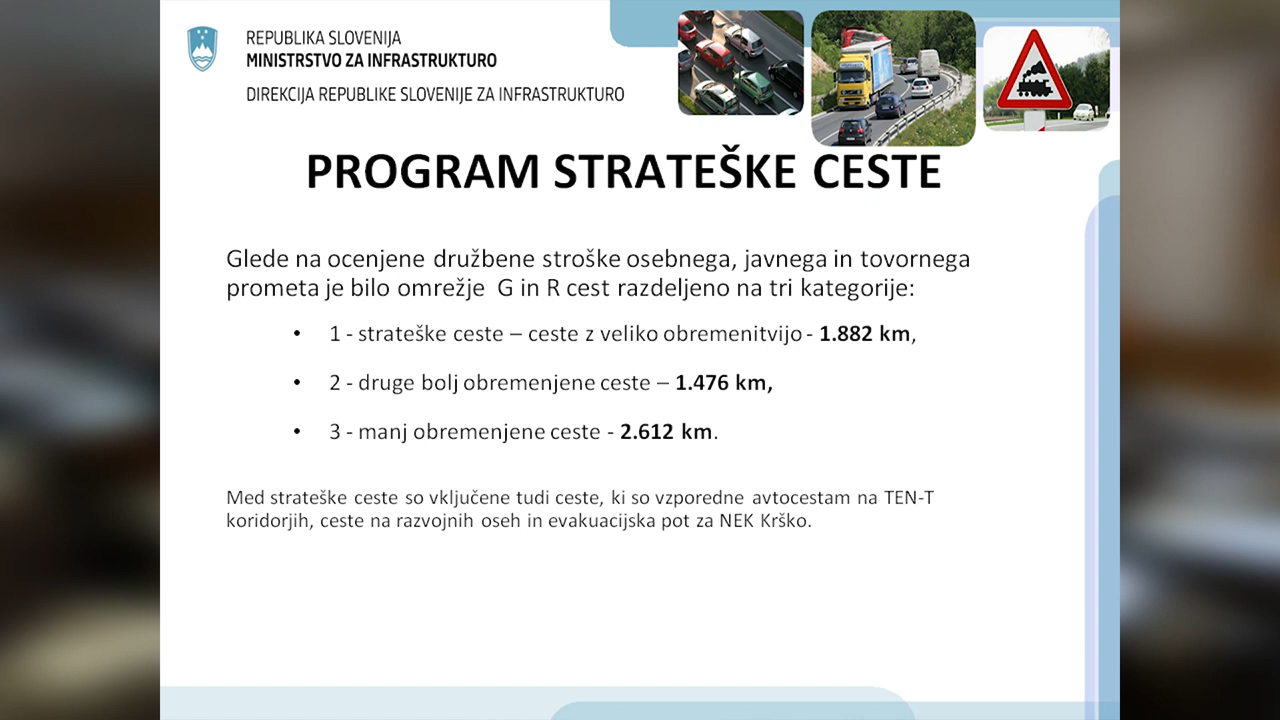 REPUBLIKA SLOVENIJA
MINISTRSTVO ZA INFRASTRUKTURO
DIREKCIJA REPUBLIKE SLOVENIJE ZA INFRASTRUKTURO
PROGRAM STRATEŠKE CESTE
Glede na ocenjene družbene stroške osebnega, javnega in tovornega
prometa je bilo omrežje G in R cest razdeljeno na tri kategorije:
• 1 - strateške ceste – ceste z veliko obremenitvijo - 1.882 km,
• 2 - druge bolj obremenjene ceste – 1.476 km,
• 3 - manj obremenjene ceste - 2.612 km.
Med strateške ceste so vključene tudi ceste, ki so vzporedne avtocestam na TEN-T
koridorjih, ceste na razvojnih oseh in evakuacijska pot za NEK Krško.